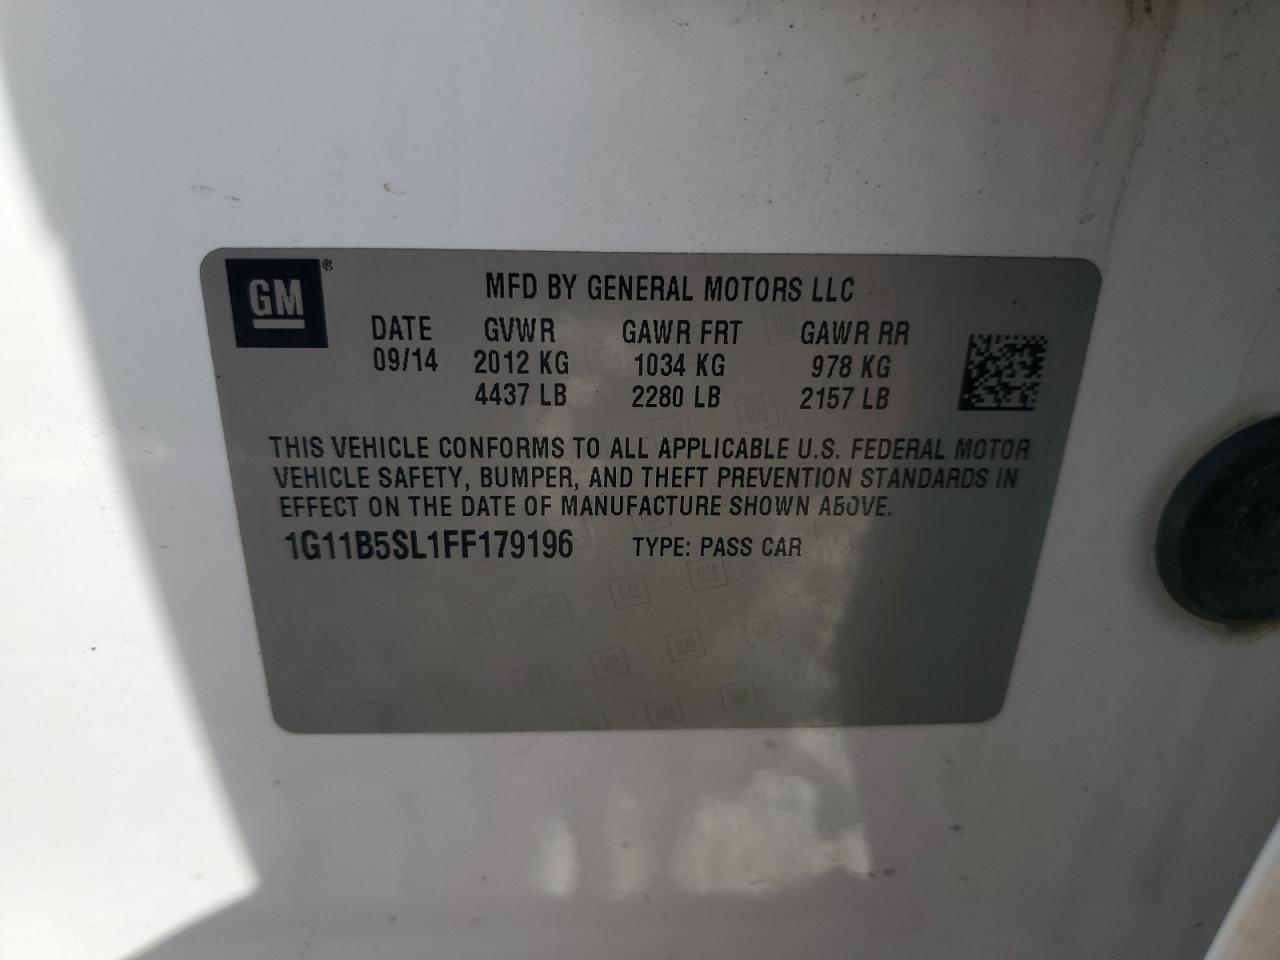 GM
MFD BY GENERAL MOTORS LLC
DATE GVWR GAWR FRT GAWR RR
09/14 2012 KG 1034 KG 978 KG
4437 LB 2280 LB 2157 LB
THIS VEHICLE CONFORMS TO ALL APPLICABLE U.S. FEDERAL MOTOR
VEHICLE SAFETY, BUMPER, AND THEFT PREVENTION STANDARDS IN
EFFECT ON THE DATE OF MANUFACTURE SHOWN ABOVE.
1G11B5SL1FF179196 TYPE: PASS CAR